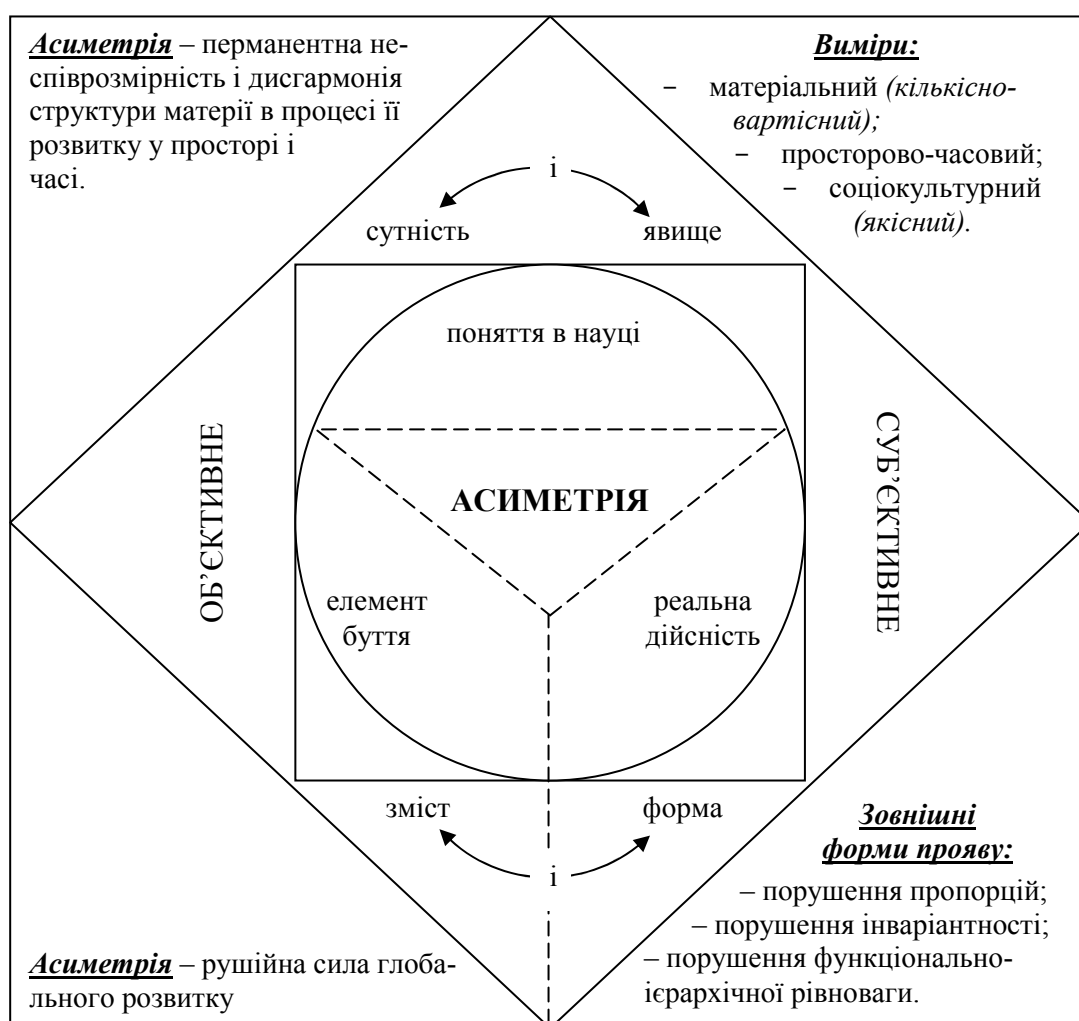 Асиметрія – перманентна не-
співрозмірність і дисгармонія
структури матерії в процесі її
розвитку у просторі і
часі.
Виміри:
– матеріальний (кількісно-
вартісний);
– просторово-часовий;
– соціокультурний
(якісний).
і
сутність явище
поняття в науці
ОБ’ЄКТИВНЕ
СУБ’ЄКТИВНЕ
АСИМЕТРІЯ
елемент
буття
реальна
дійсність
зміст форма
і
Зовнішні
форми прояву:
– порушення пропорцій;
– порушення інваріантності;
– порушення функціонально-
ієрархічної рівноваги.
Асиметрія – рушійна сила глоба-
льного розвитку